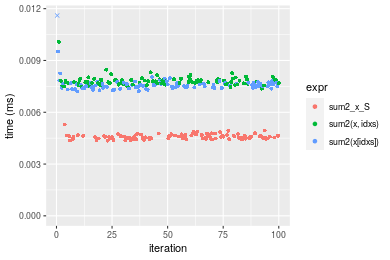 0.012
0.009
0.006
0.003
0.000
time (ms)
0
25
50
75
100
iteration
expr
sum2_x_S
sum2(x, idxs)
sum2(x[idxs])